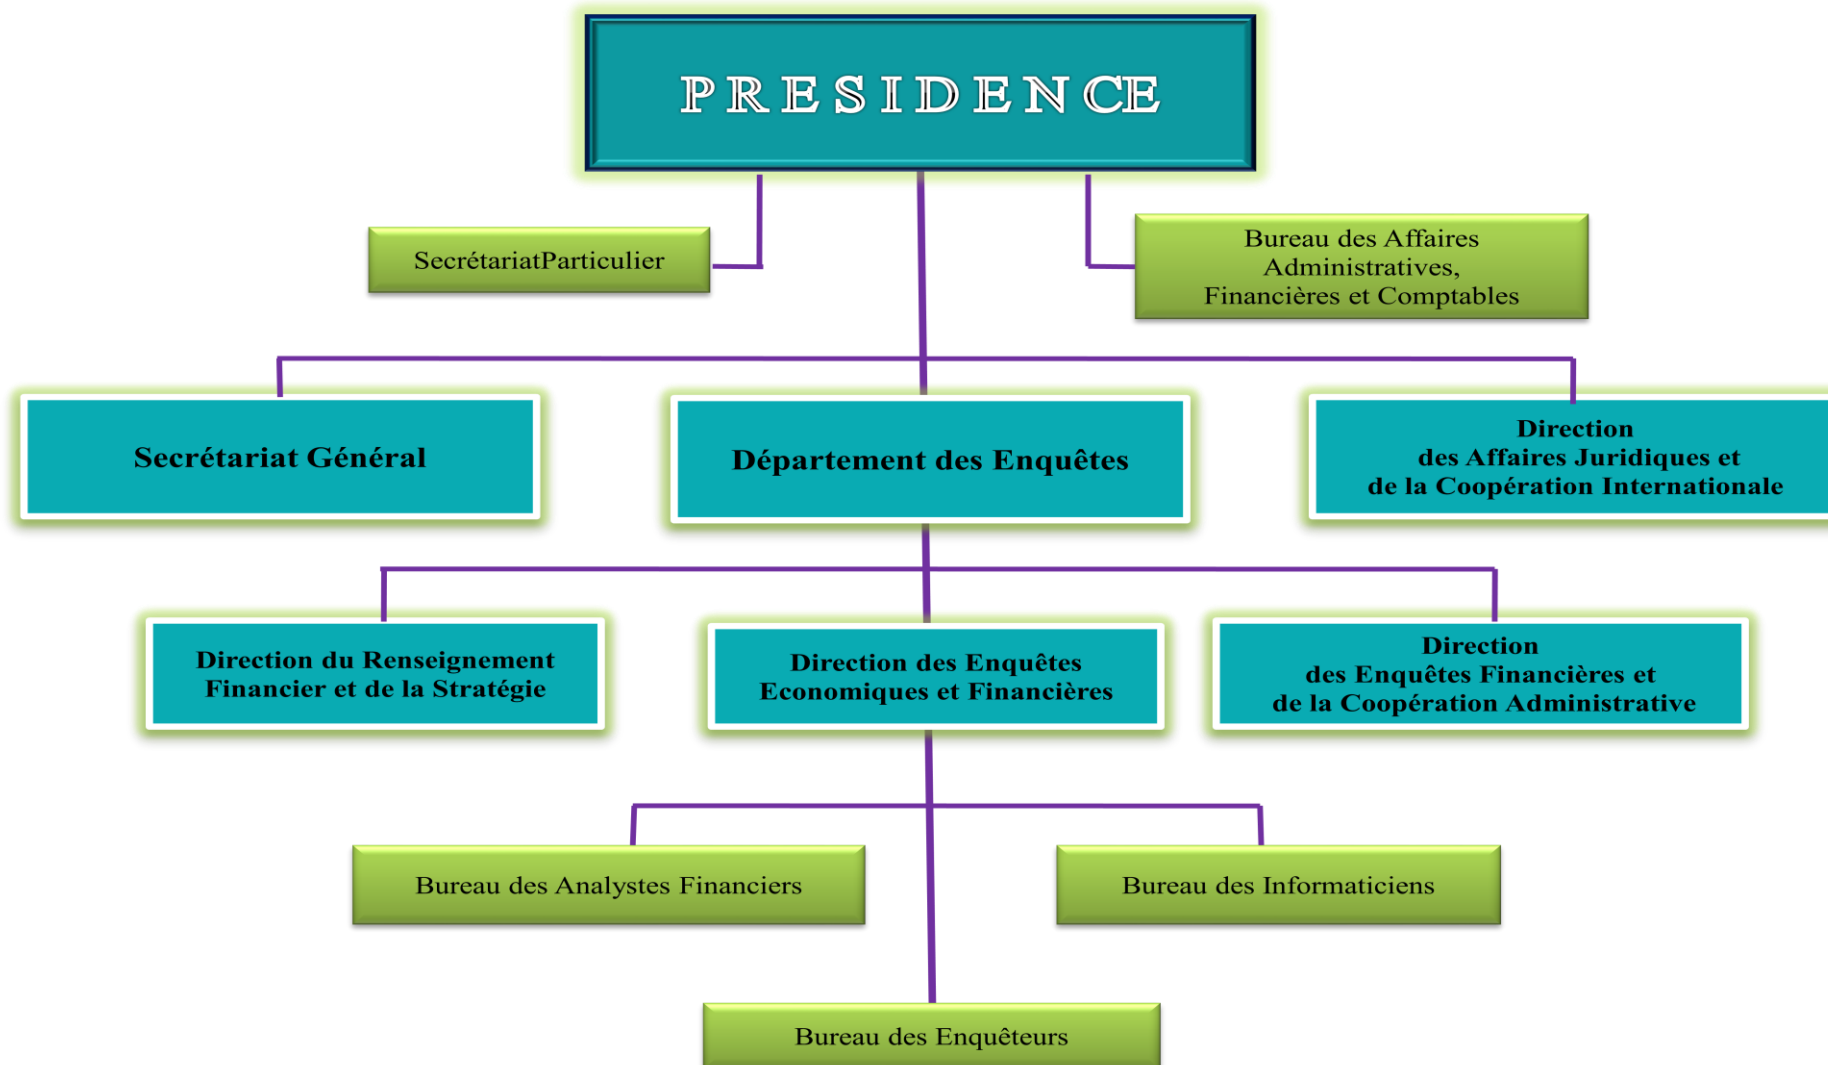 PRESIDENCE
SecrétariatParticulier
Bureau des Affaires
Administratives,
Financières et Comptables
Secrétariat Général
Département des Enquêtes
Direction
des Affaires Juridiques et
de la Coopération Internationale
Direction du Renseignement
Financier et de la Stratégie
Direction des Enquêtes
Economiques et Financières
Direction
des Enquêtes Financières et
de la Coopération Administrative
Bureau des Analystes Financiers
Bureau des Informaticiens
Bureau des Enquêteurs